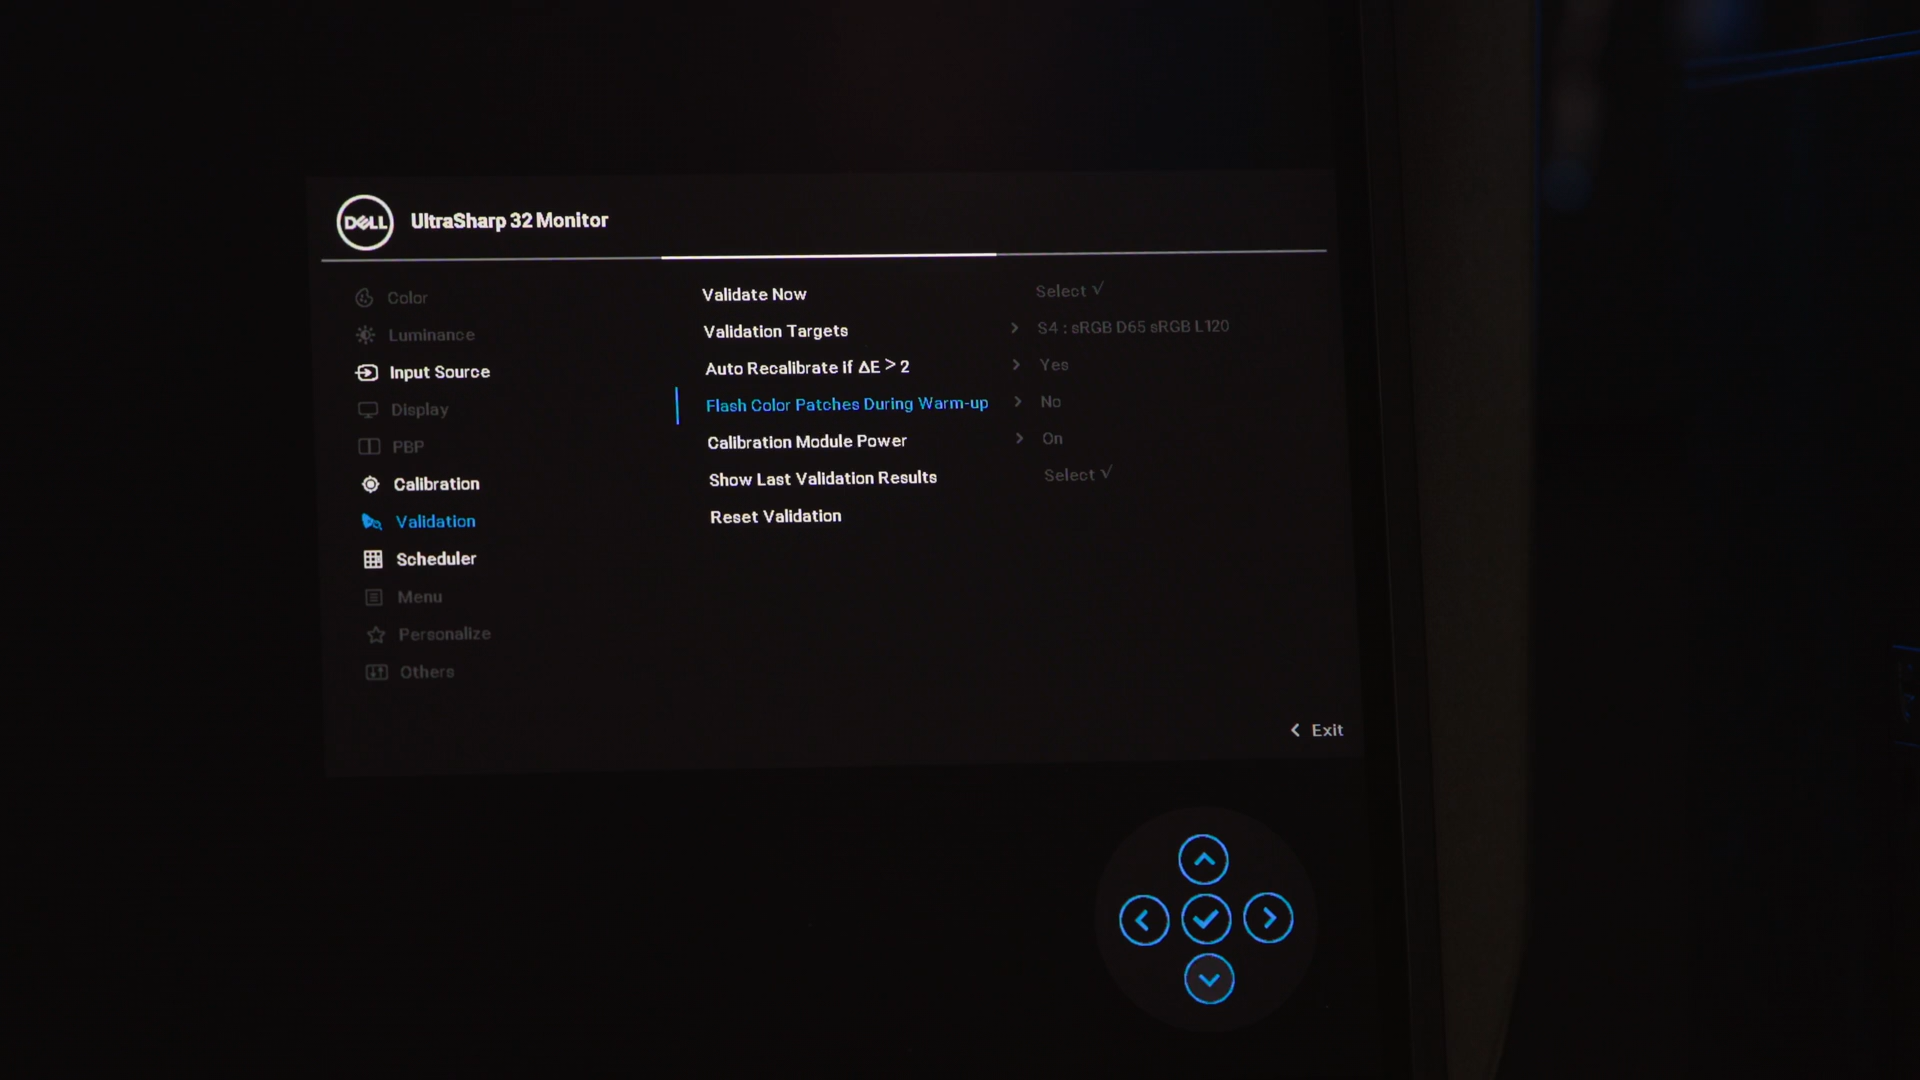 DELL UltraSharp 32 Monitor
Color
Luminance
Input Source
Display
PBP
Calibration
Validation
Scheduler
Menu
Personalize
Others
Validate Now Select √
Validation Targets > S4 : sRGB D65 sRGB L120
Auto Recalibrate if ΔE > 2 > Yes
Flash Color Patches During Warm-up > No
Calibration Module Power > On
Show Last Validation Results Select √
Reset Validation
< Exit